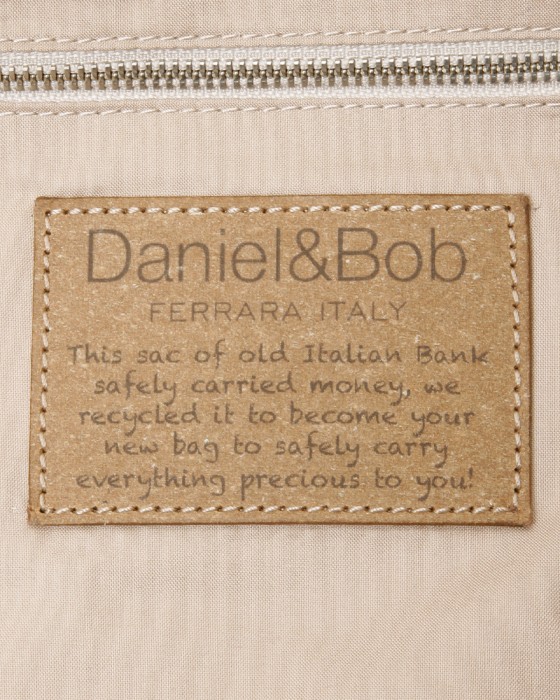 Daniel&Bob
FERRARA ITALY
This sac of old Italian Bank
safely carried money, we
recycled it to become your
new bag to safely carry
everything precious to you!